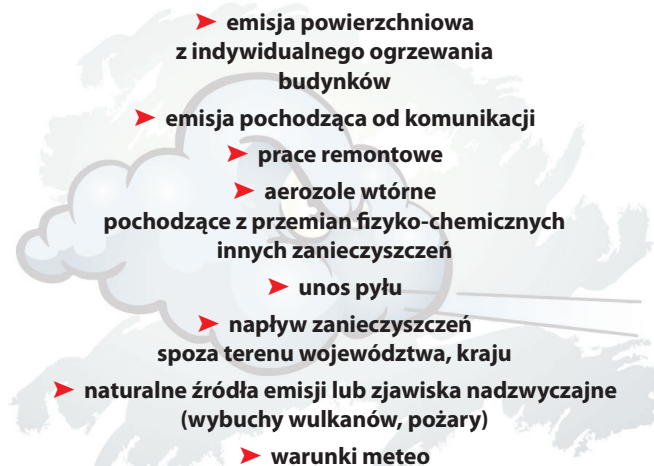 ➤ emisja powierzchniowa
z indywidualnego ogrzewania
budynków
➤ emisja pochodząca od komunikacji
➤ prace remontowe
➤ aerozole wtórne
pochodzące z przemian fizyko-chemicznych
innych zanieczyszczeń
➤ unos pyłu
➤ napływ zanieczyszczeń
spoza terenu województwa, kraju
➤ naturalne źródła emisji lub zjawiska nadzwyczajne
(wybuchy wulkanów, pożary)
➤ warunki meteo